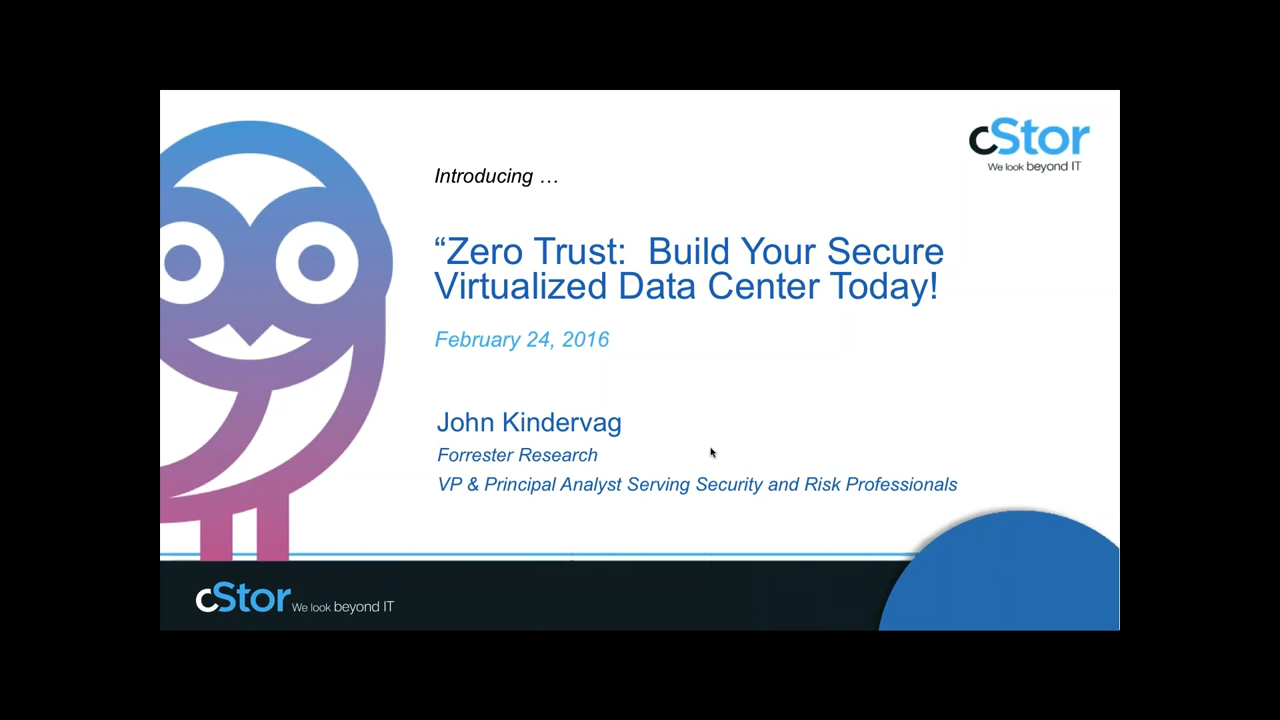 cStor
We look beyond IT
Introducing …
“Zero Trust:  Build Your Secure
Virtualized Data Center Today!
February 24, 2016
John Kindervag
Forrester Research
VP & Principal Analyst Serving Security and Risk Professionals
cStor We look beyond IT